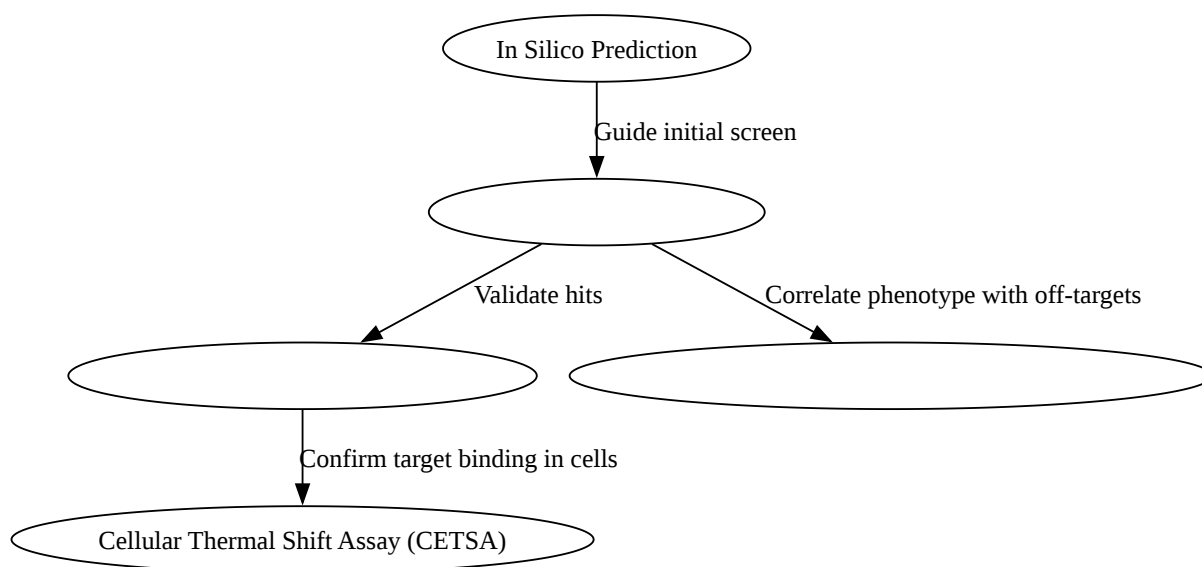 In Silico Prediction
Guide initial screen
Validate hits
Correlate phenotype with off-targets
Confirm target binding in cells
Cellular Thermal Shift Assay (CETSA)